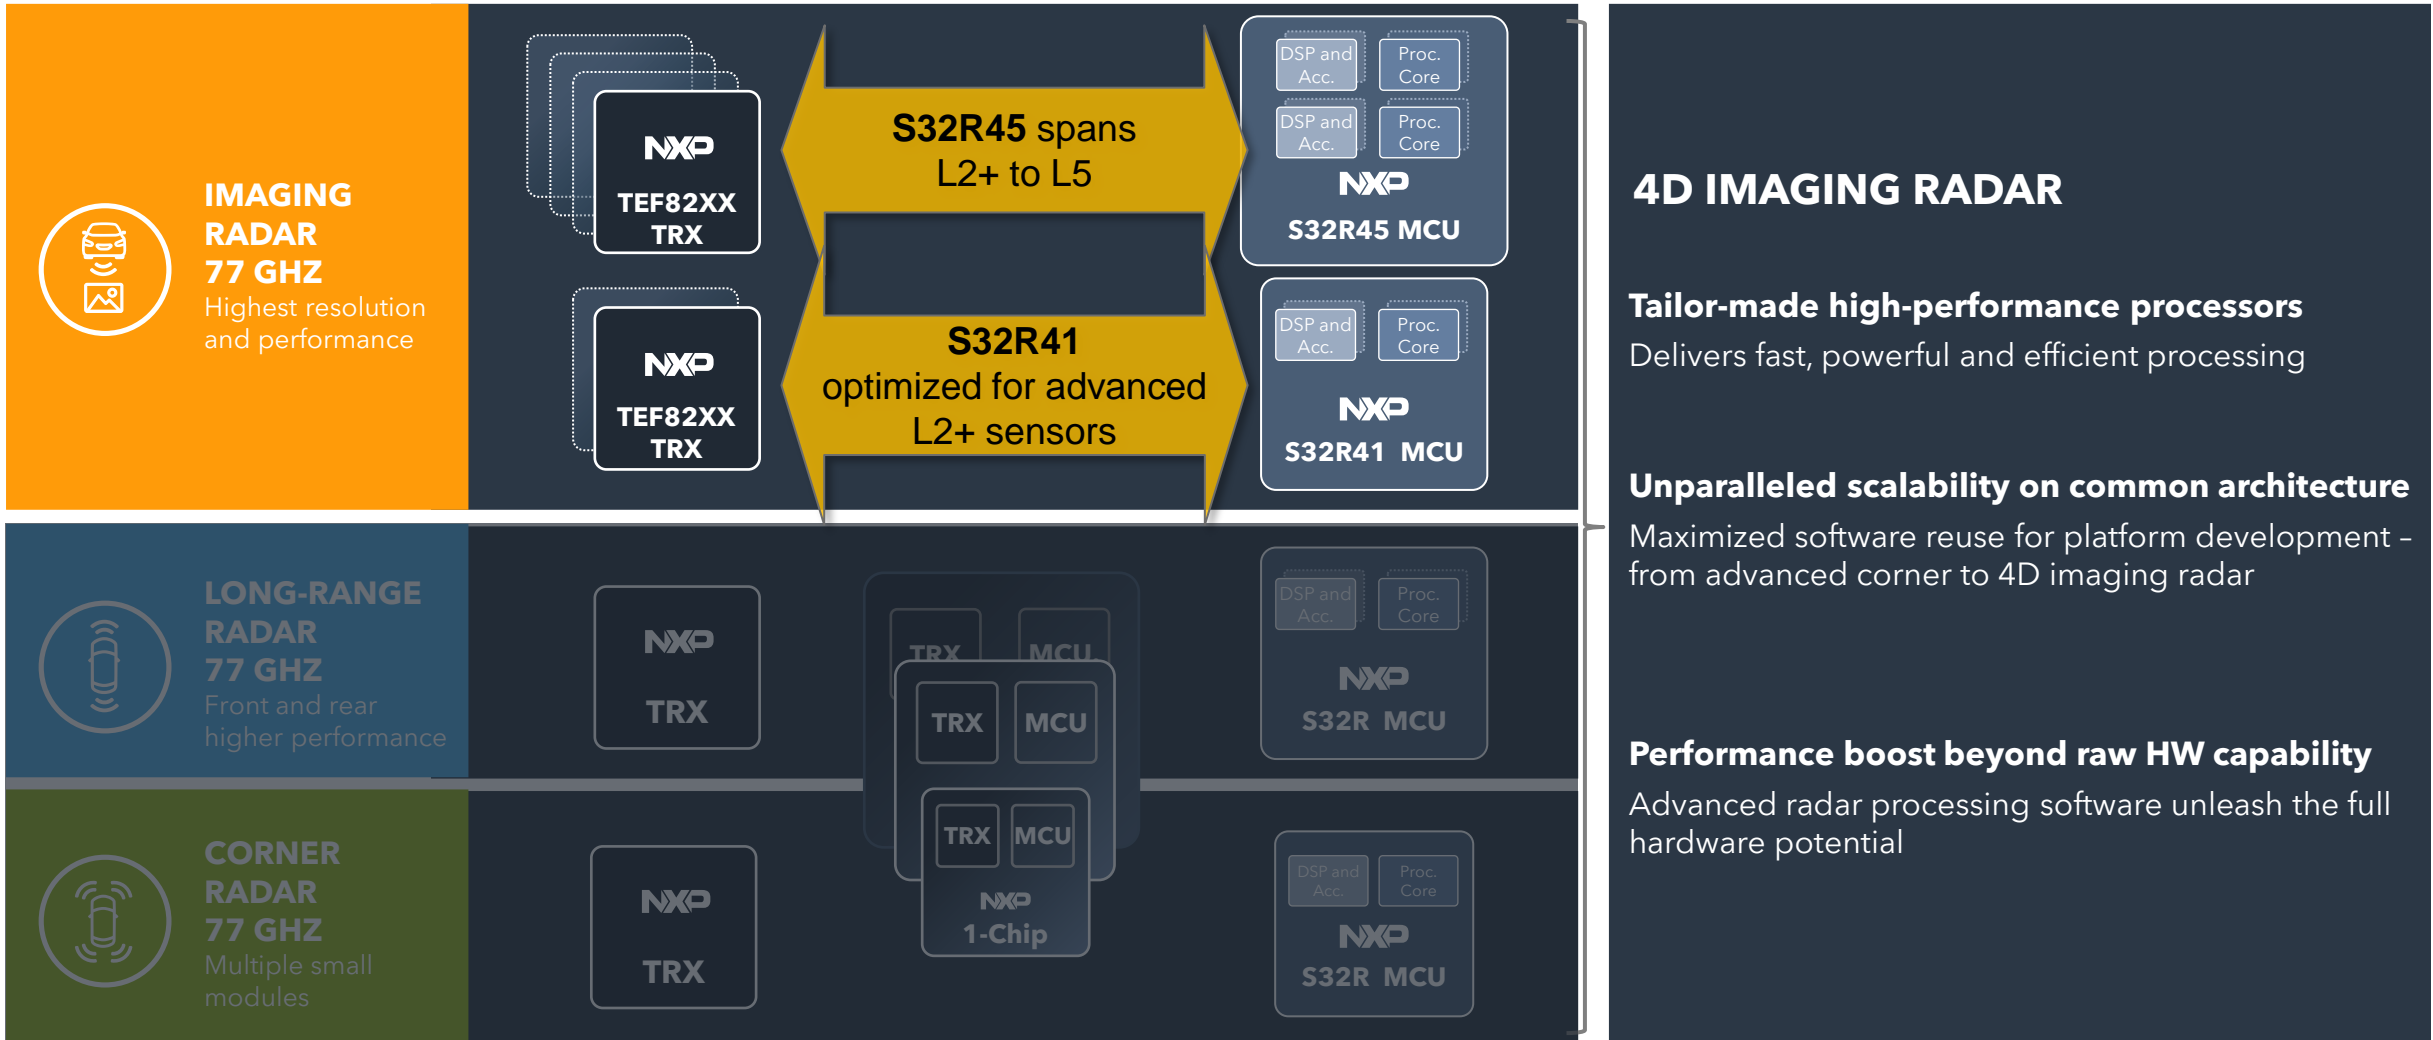 IMAGING
RADAR
77 GHZ
Highest resolution
and performance
NXP
TEF82XX
TRX
S32R45 spans
L2+ to L5
DSP and
Acc.
Proc.
Core
DSP and
Acc.
Proc.
Core
NXP
S32R45 MCU
NXP
TEF82XX
TRX
S32R41
optimized for advanced
L2+ sensors
DSP and
Acc.
Proc.
Core
NXP
S32R41 MCU
LONG-RANGE
RADAR
77 GHZ
Front and rear
higher performance
NXP
TRX
TRX
MCU
TRX
MCU
TRX
MCU
NXP
1-Chip
DSP and
Acc.
Proc.
Core
NXP
S32R MCU
CORNER
RADAR
77 GHZ
Multiple small
modules
NXP
TRX
DSP and
Acc.
Proc.
Core
NXP
S32R MCU
4D IMAGING RADAR
Tailor-made high-performance processors
Delivers fast, powerful and efficient processing
Unparalleled scalability on common architecture
Maximized software reuse for platform development –
from advanced corner to 4D imaging radar
Performance boost beyond raw HW capability
Advanced radar processing software unleash the full
hardware potential